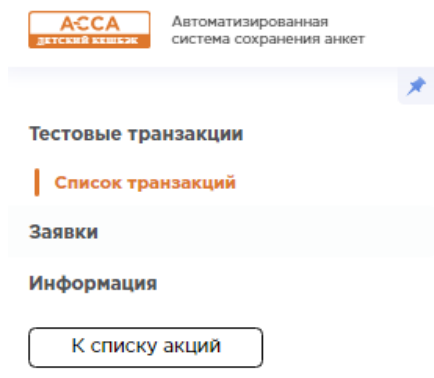 АССА
ДЕТСКИЙ КЕШБЭК
Автоматизированная
система сохранения анкет
Тестовые транзакции
Список транзакций
Заявки
Информация
К списку акций